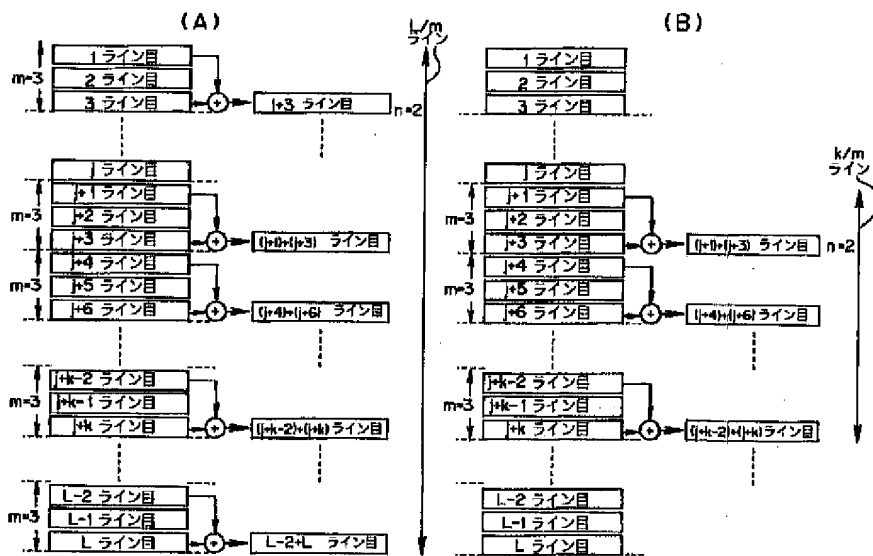 (A)
m=3
1 ライン目
2 ライン目
3 ライン目
1+3 ライン目
j ライン目
m=3
j+1 ライン目
j+2 ライン目
j+3 ライン目
(j+1)+(j+3) ライン目
m=3
j+4 ライン目
j+5 ライン目
j+6 ライン目
(j+4)+(j+6) ライン目
m=3
j+k-2 ライン目
j+k-1 ライン目
j+k ライン目
(j+k-2)+(j+k) ライン目
m=3
L-2 ライン目
L-1 ライン目
L ライン目
L-2+L ライン目
L/m
ライン
n=2
(B)
1 ライン目
2 ライン目
3 ライン目
j ライン目
m=3
j+1 ライン目
j+2 ライン目
j+3 ライン目
(j+1)+(j+3) ライン目
m=3
j+4 ライン目
j+5 ライン目
j+6 ライン目
(j+4)+(j+6) ライン目
m=3
j+k-2 ライン目
j+k-1 ライン目
j+k ライン目
(j+k-2)+(j+k) ライン目
L-2 ライン目
L-1 ライン目
L ライン目
k/m
ライン
n=2